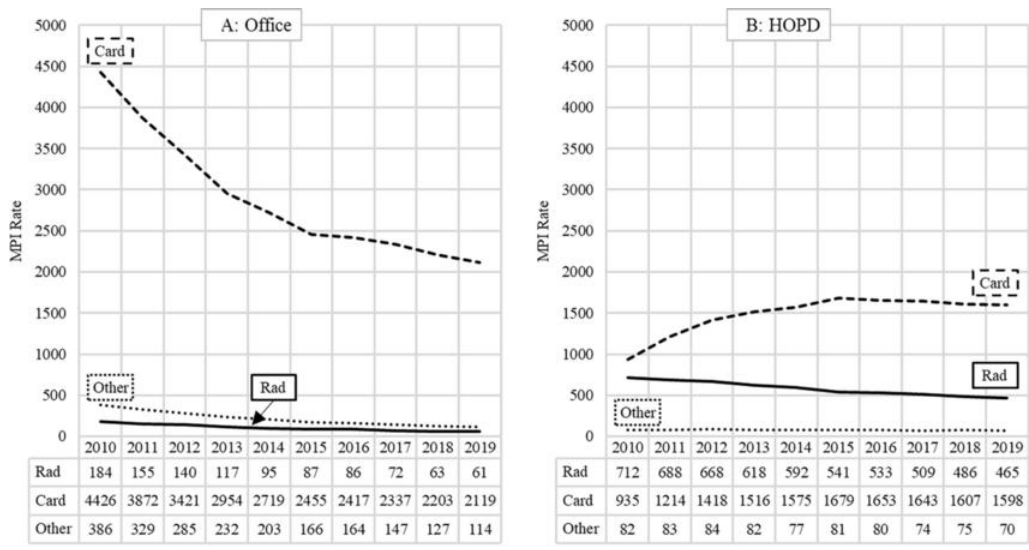 A: Office
MPI Rate
5000
4500
4000
3500
3000
2500
2000
1500
1000
500
0
Card
Other
Rad
2010 2011 2012 2013 2014 2015 2016 2017 2018 2019
Rad 184 155 140 117 95 87 86 72 63 61
Card 4426 3872 3421 2954 2719 2455 2417 2337 2203 2119
Other 386 329 285 232 203 166 164 147 127 114
B: HOPD
MPI Rate
5000
4500
4000
3500
3000
2500
2000
1500
1000
500
0
Card
Rad
Other
2010 2011 2012 2013 2014 2015 2016 2017 2018 2019
Rad 712 688 668 618 592 541 533 509 486 465
Card 935 1214 1418 1516 1575 1679 1653 1643 1607 1598
Other 82 83 84 82 77 81 80 74 75 70